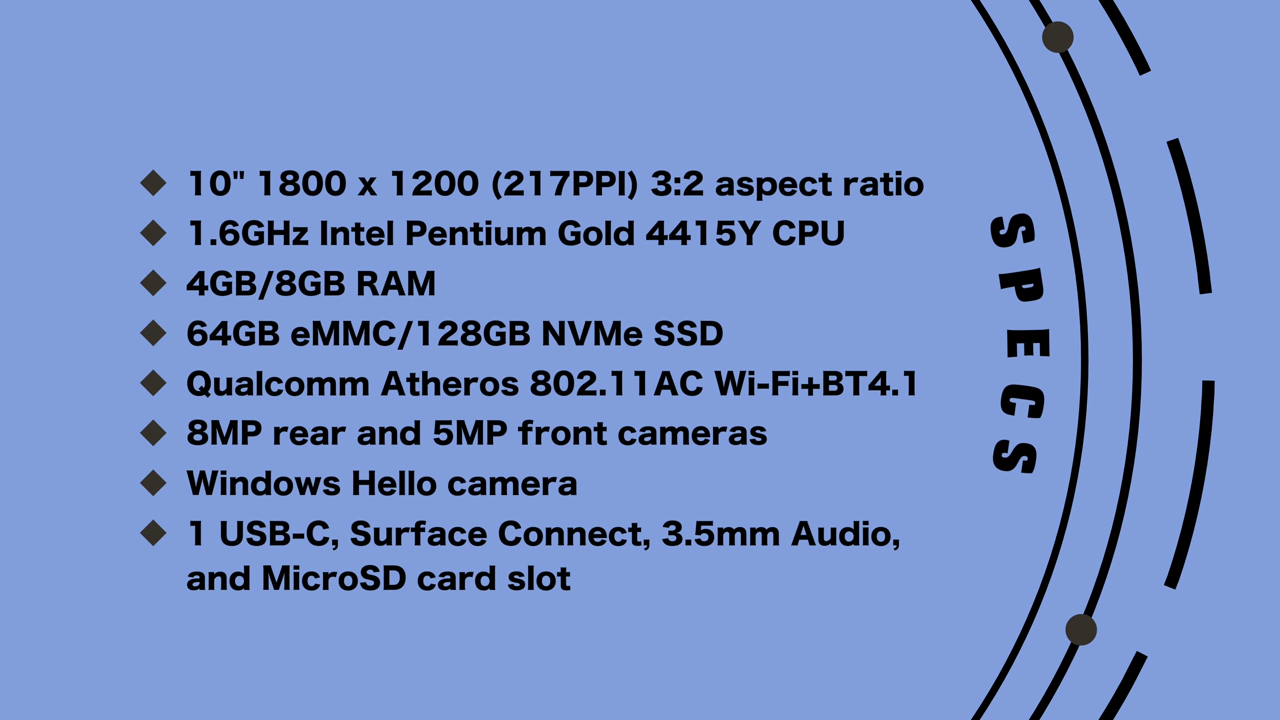 10" 1800 x 1200 (217PPI) 3:2 aspect ratio
1.6GHz Intel Pentium Gold 4415Y CPU
4GB/8GB RAM
64GB eMMC/128GB NVMe SSD
Qualcomm Atheros 802.11AC Wi-Fi+BT4.1
8MP rear and 5MP front cameras
Windows Hello camera
1 USB-C, Surface Connect, 3.5mm Audio,
and MicroSD card slot
SPECS